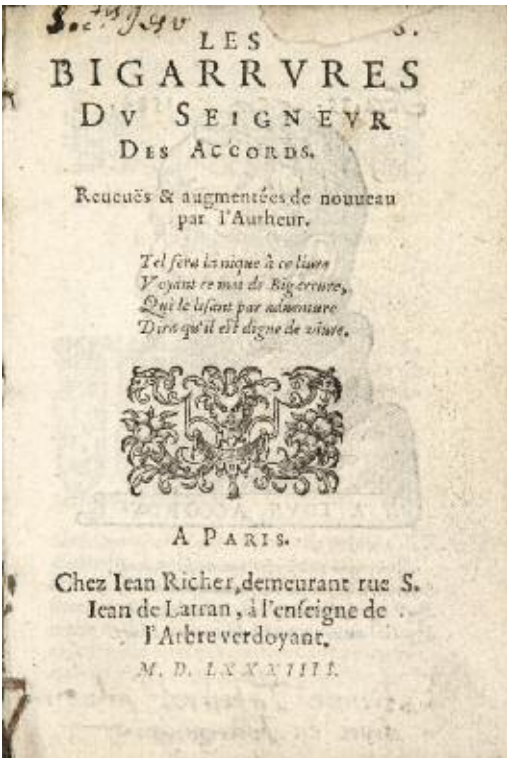 LES
BIGARRVRES
DV SEIGNEVR
DES ACCORDS.
Reueuës & augmentées de nouueau
par l'Autheur.
Tel fera la nique à ce liure
Voyant ce mot de Bigarrure,
Qui le lisant par aduenture
Dira qu'il est digne de viure.
A PARIS.
Chez Iean Richer, demeurant rue S.
Iean de Latran, à l'enseigne de
l'Arbre verdoyant.
M. D. LXXXIIII.